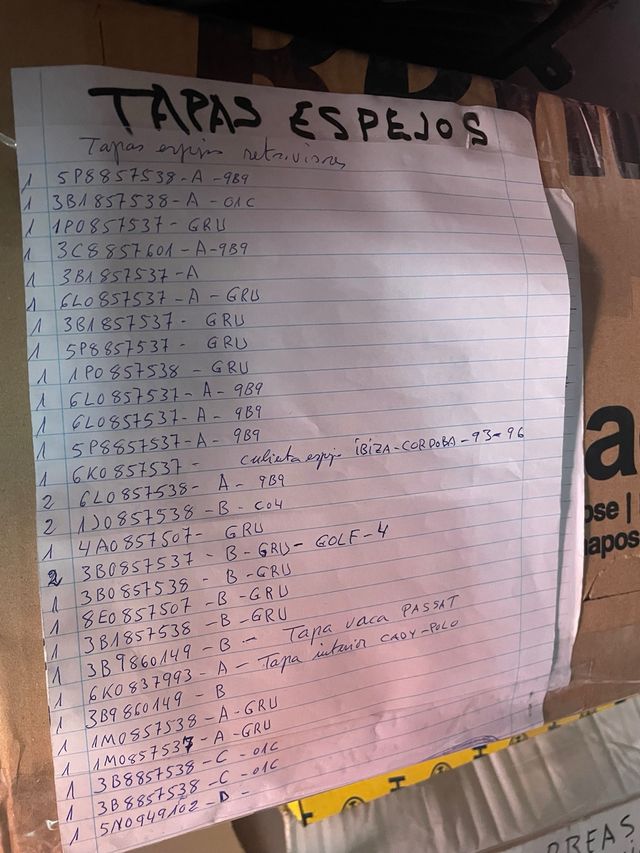 TAPAS ESPEJOS
Tapas espejos retrovisores
1 5P8857538-A-9B9
1 3B1857538-A-01C
1 1P0857537-GRU
1 3C8857601-A-9B9
1 3B1857537-A
1 6L0857537-A-GRU
1 3B1857537- GRU
1 5P8857537- GRU
1 1P0857538-GRU
1 6L0857537-A-9B9
1 6L0857537-A-9B9
1 5P8857537-A-9B9
1 6K0857537- cubierta espejo IBIZA-CORDOBA-93-96
2 6L0857538- A-9B9
2 1J0857538-B-C04
1 4A0857507- GRU
2 3B0857537-B-GRU-GOLF-4
1 3B0857538-B-GRU
1 8E0857507-B-GRU
1 3B1857538-B-GRU
1 3B9860149-B- Tapa vaca PASSAT
1 6K0837993-A-Tapa interior CADY-POLO
1 3B9860149-B
1 1M0857538-A-GRU
1 1M0857537-A-GRU
1 3B8857538-C-01C
1 3B8857538-C-01C
1 5N0949102-D-